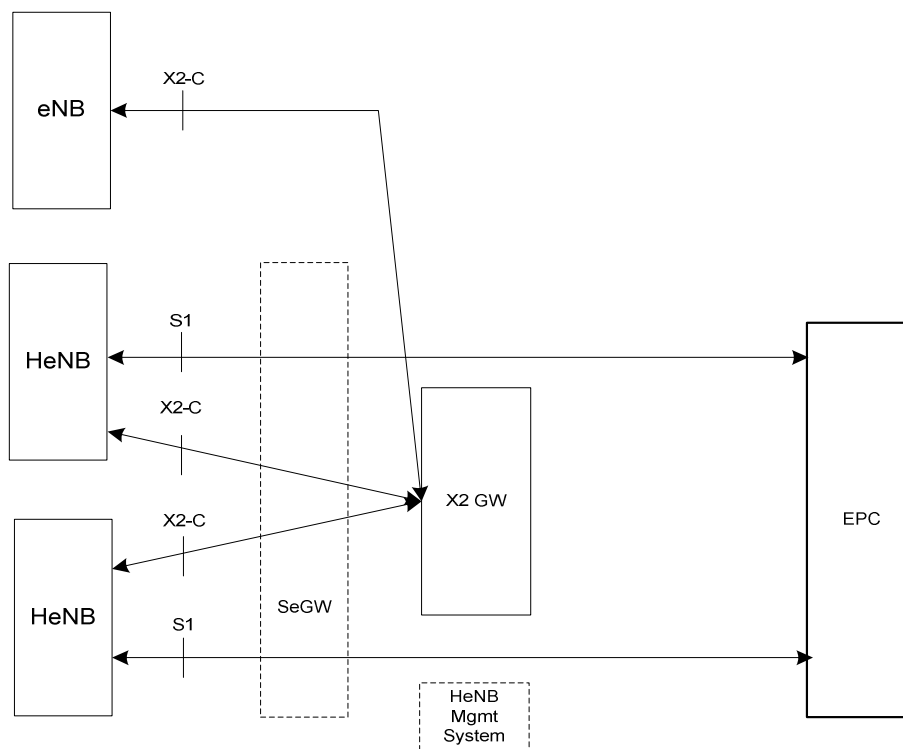 X2-C
eNB
S1
HeNB
X2-C
X2 GW
X2-C
EPC
SeGW
HeNB
S1
HeNB
Mgmt
System